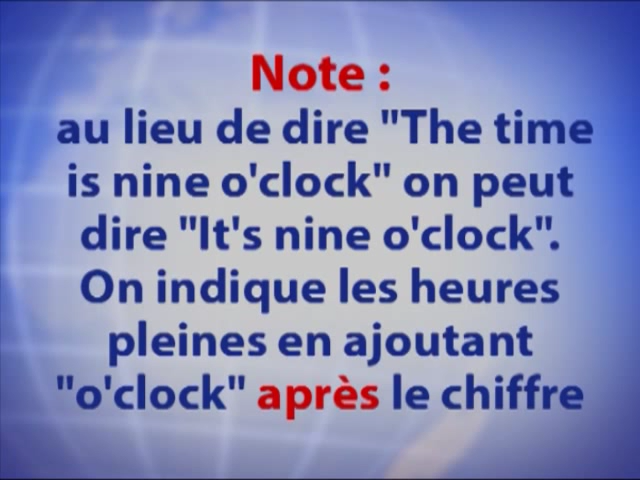 Note :
au lieu de dire "The time
is nine o'clock" on peut
dire "It's nine o'clock".
On indique les heures
pleines en ajoutant
"o'clock" après le chiffre